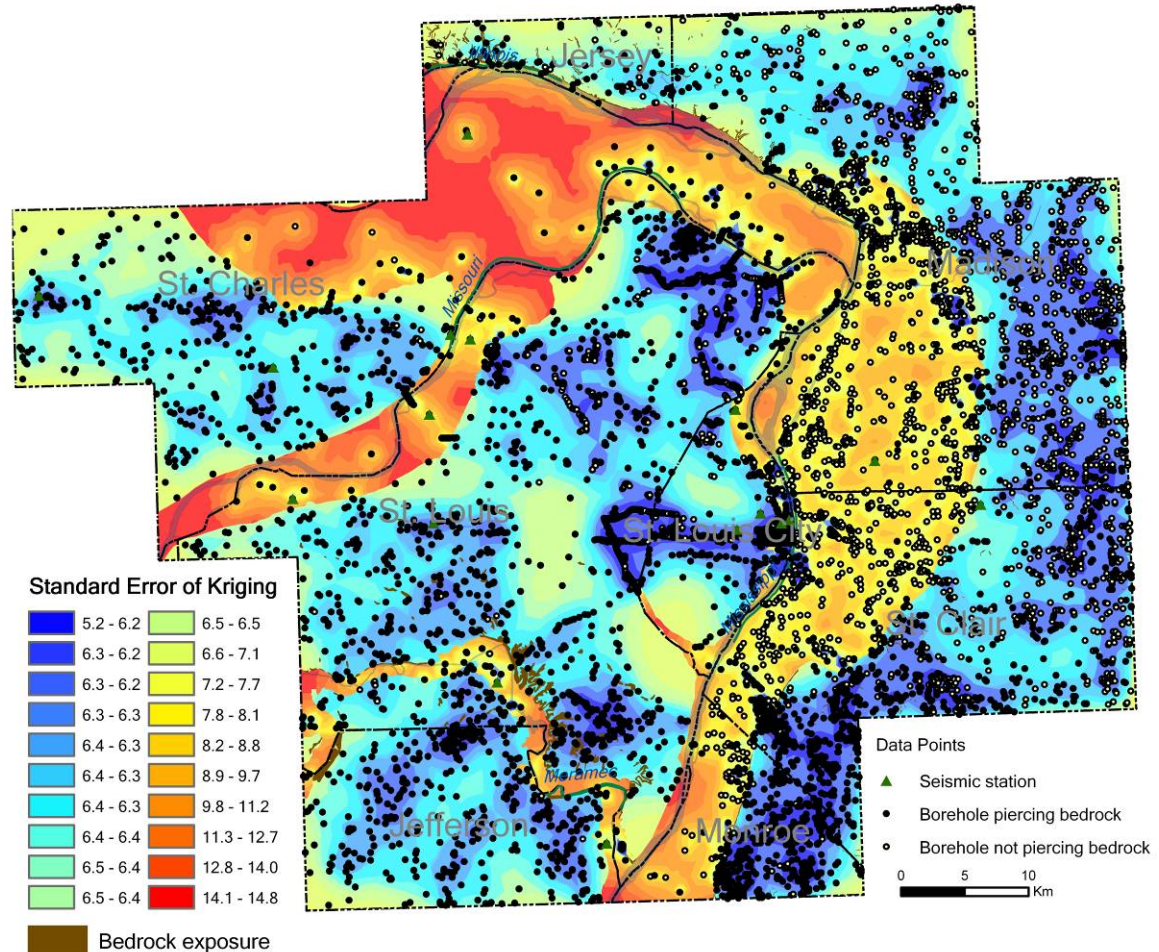 Illinois
Jersey
St. Charles
Missouri
Madison
St. Louis
St. Louis City
Mississippi
St. Clair
Meramec
Jefferson
Monroe
Standard Error of Kriging
5.2 - 6.2 6.5 - 6.5
6.3 - 6.2 6.6 - 7.1
6.3 - 6.2 7.2 - 7.7
6.3 - 6.3 7.8 - 8.1
6.4 - 6.3 8.2 - 8.8
6.4 - 6.3 8.9 - 9.7
6.4 - 6.3 9.8 - 11.2
6.4 - 6.4 11.3 - 12.7
6.5 - 6.4 12.8 - 14.0
6.5 - 6.4 14.1 - 14.8
Bedrock exposure
Data Points
Seismic station
Borehole piercing bedrock
Borehole not piercing bedrock
0 5 10
Km